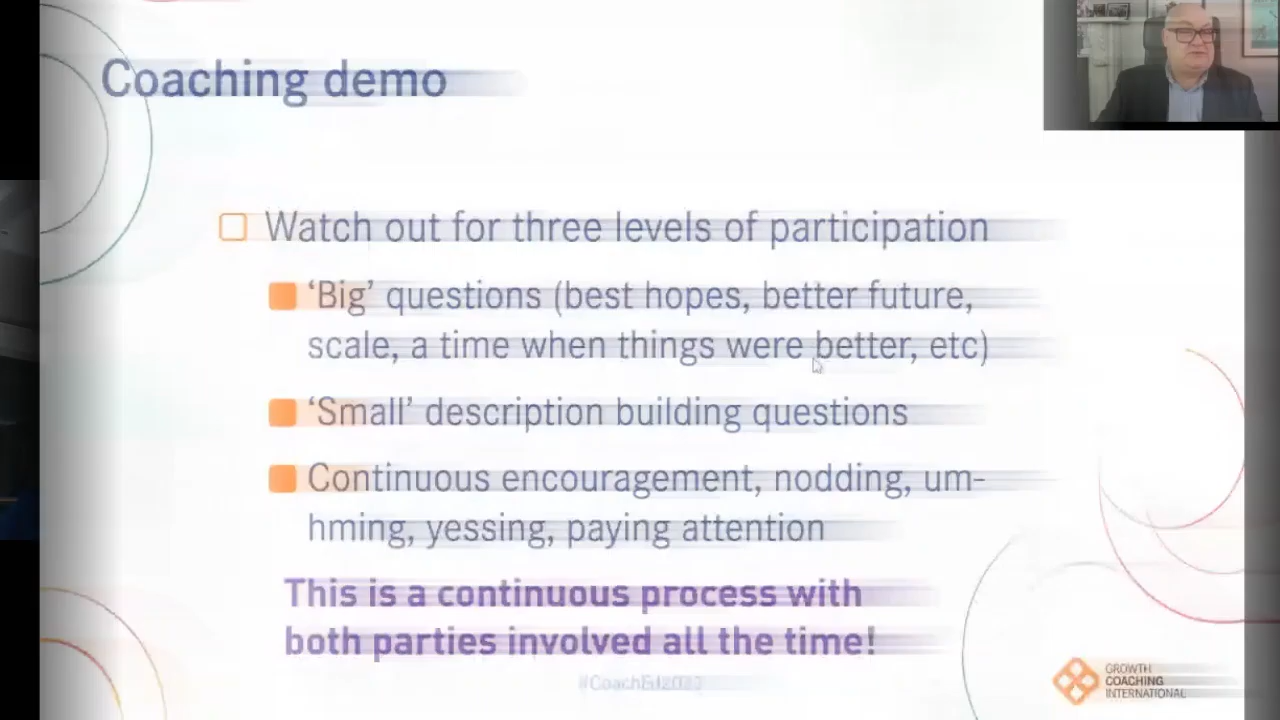 Coaching demo
Watch out for three levels of participation
‘Big’ questions (best hopes, better future,
scale, a time when things were better, etc)
‘Small’ description building questions
Continuous encouragement, nodding, um-
hming, yessing, paying attention
This is a continuous process with
both parties involved all the time!
#CoachEd2023
GROWTH
COACHING
INTERNATIONAL